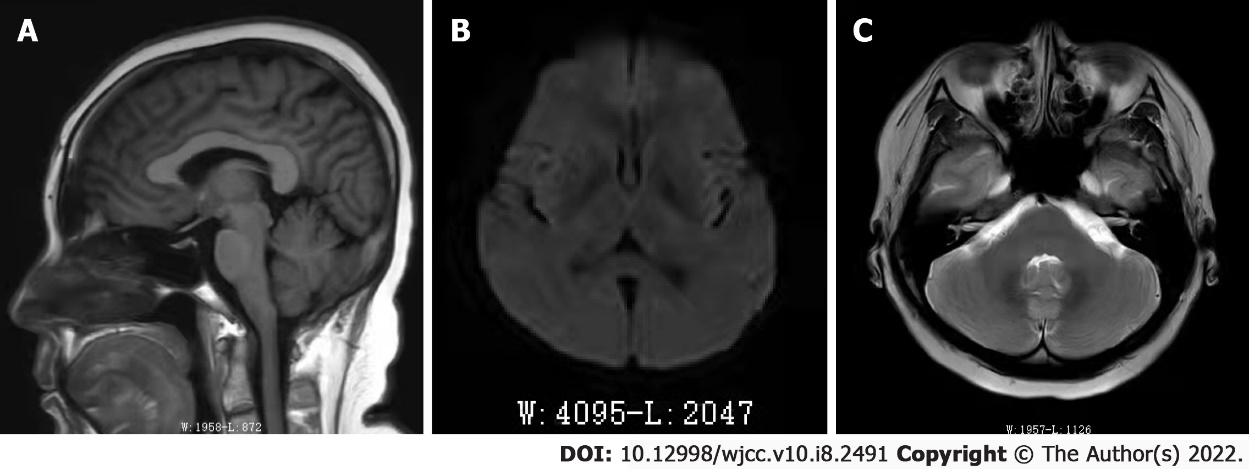 A
B
C
W: 1958-L: 872
W: 4095-L: 2047
W: 1957-L: 1126
DOI: 10.12998/wjcc.v10.i8.2491 Copyright © The Author(s) 2022.